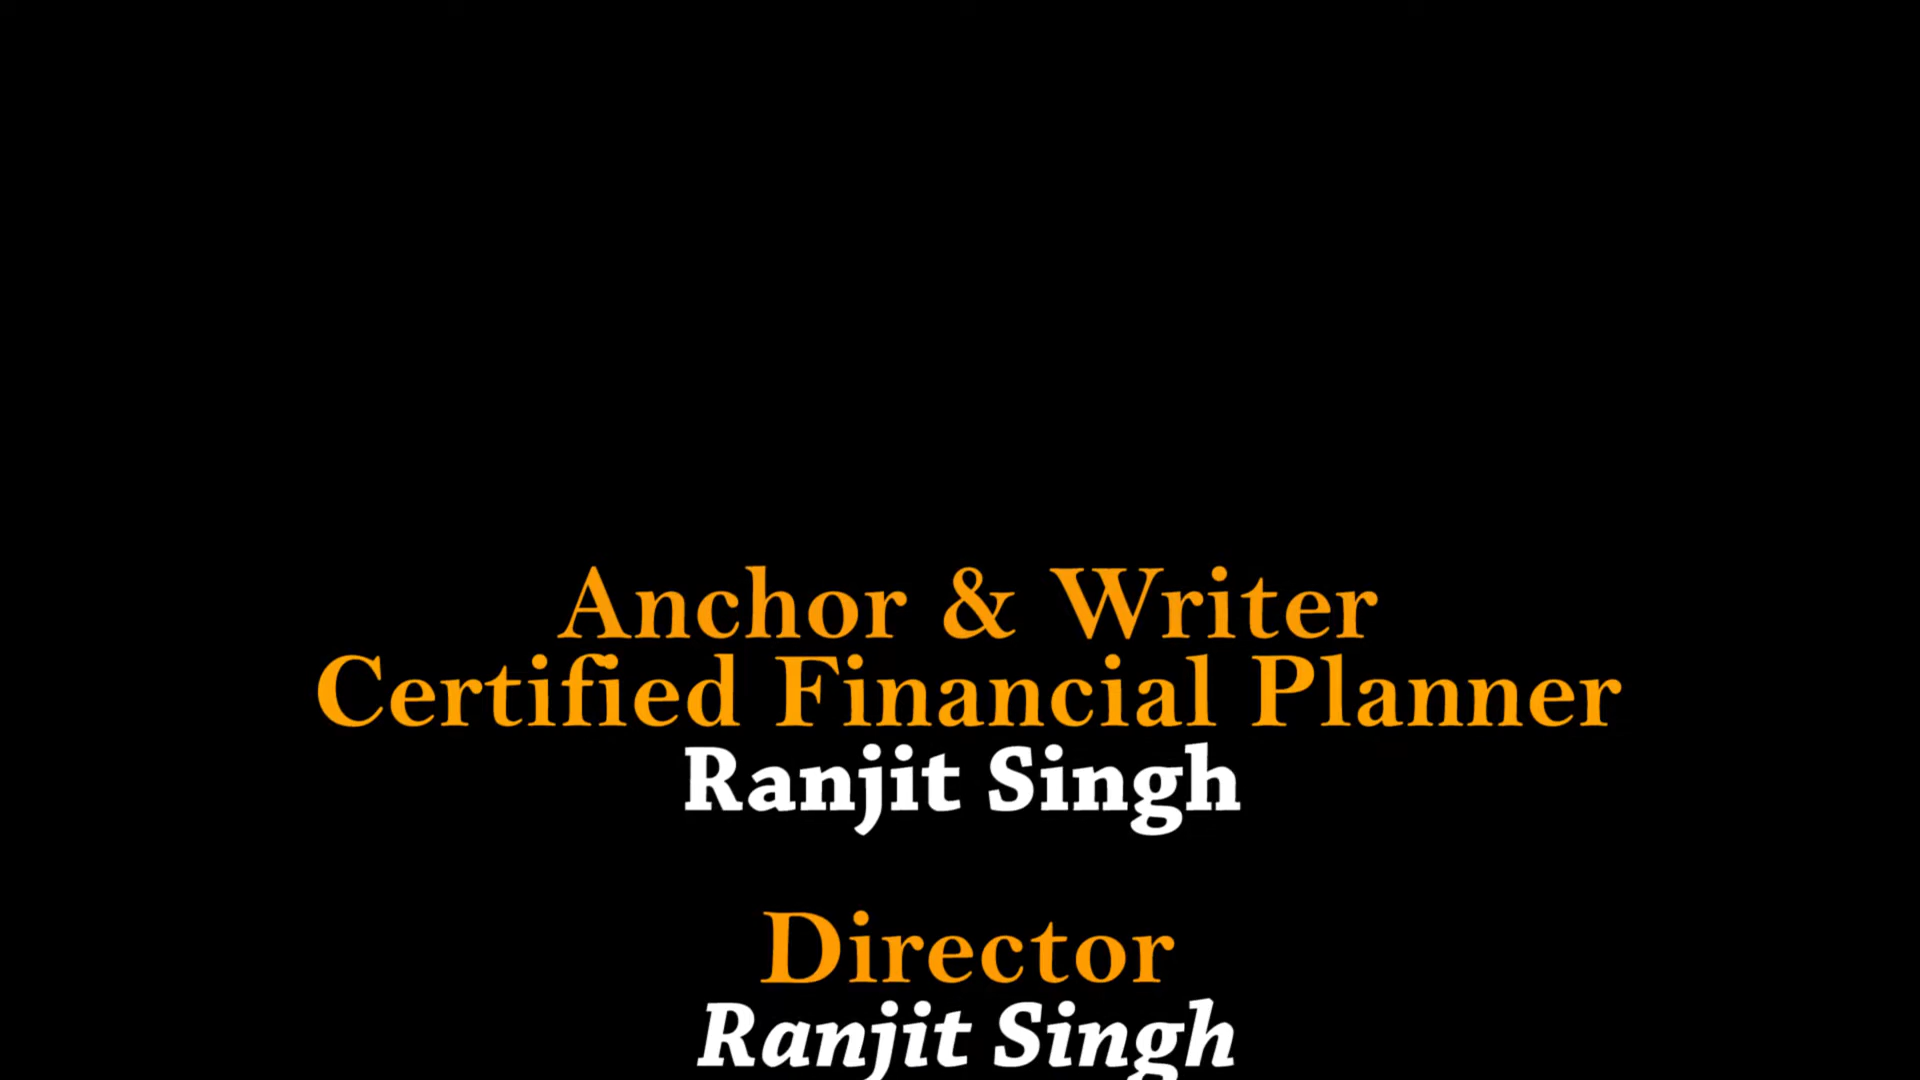 Anchor & Writer
Certified Financial Planner
Ranjit Singh
Director
Ranjit Singh